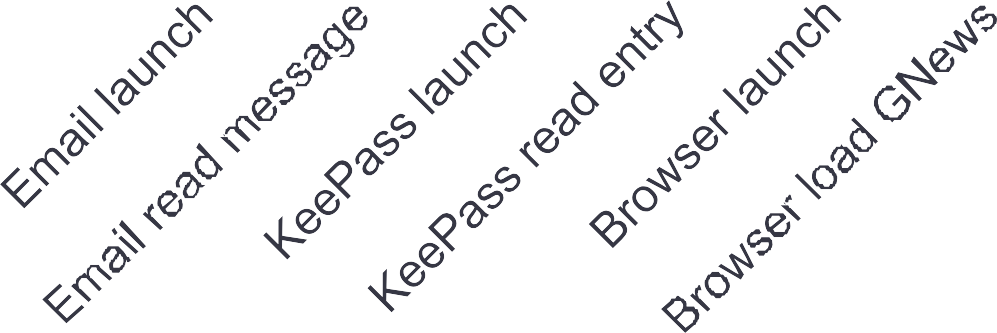 Email launch
Email read message
KeePass launch
KeePass read entry
Browser launch
Browser load GNews